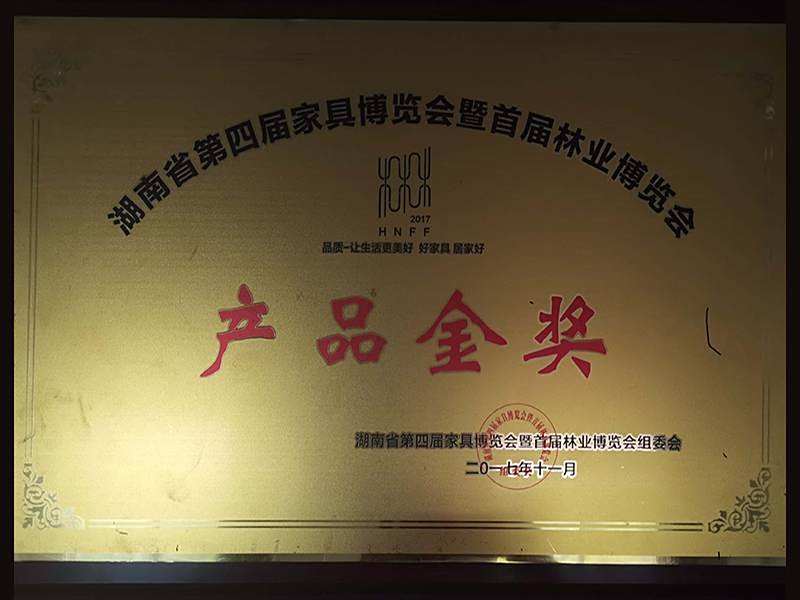 湖南省第四届家具博览会暨首届林业博览会
2017
HNFF
品质-让生活更美好 好家具 居家好
产品金奖
湖南省第四届家具博览会暨首届林业博览会组委会
二〇一七年十一月